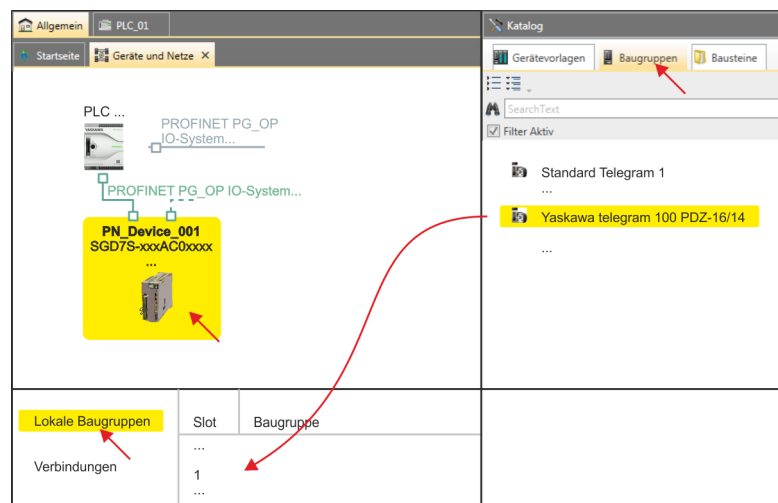 Allgemein
PLC_01
Startseite
Geräte und Netze
PLC ...
YASKAWA
PROFINET PG_OP
IO-System...
PROFINET PG_OP IO-System...
PN_Device_001
SGD7S-xxxAC0xxxx
...
Lokale Baugruppen
Verbindungen
Slot
Baugruppe
...
1
...
Katalog
Gerätevorlagen
Baugruppen
Bausteine
SearchText
Filter Aktiv
Standard Telegram 1
...
Yaskawa telegram 100 PDZ-16/14
...